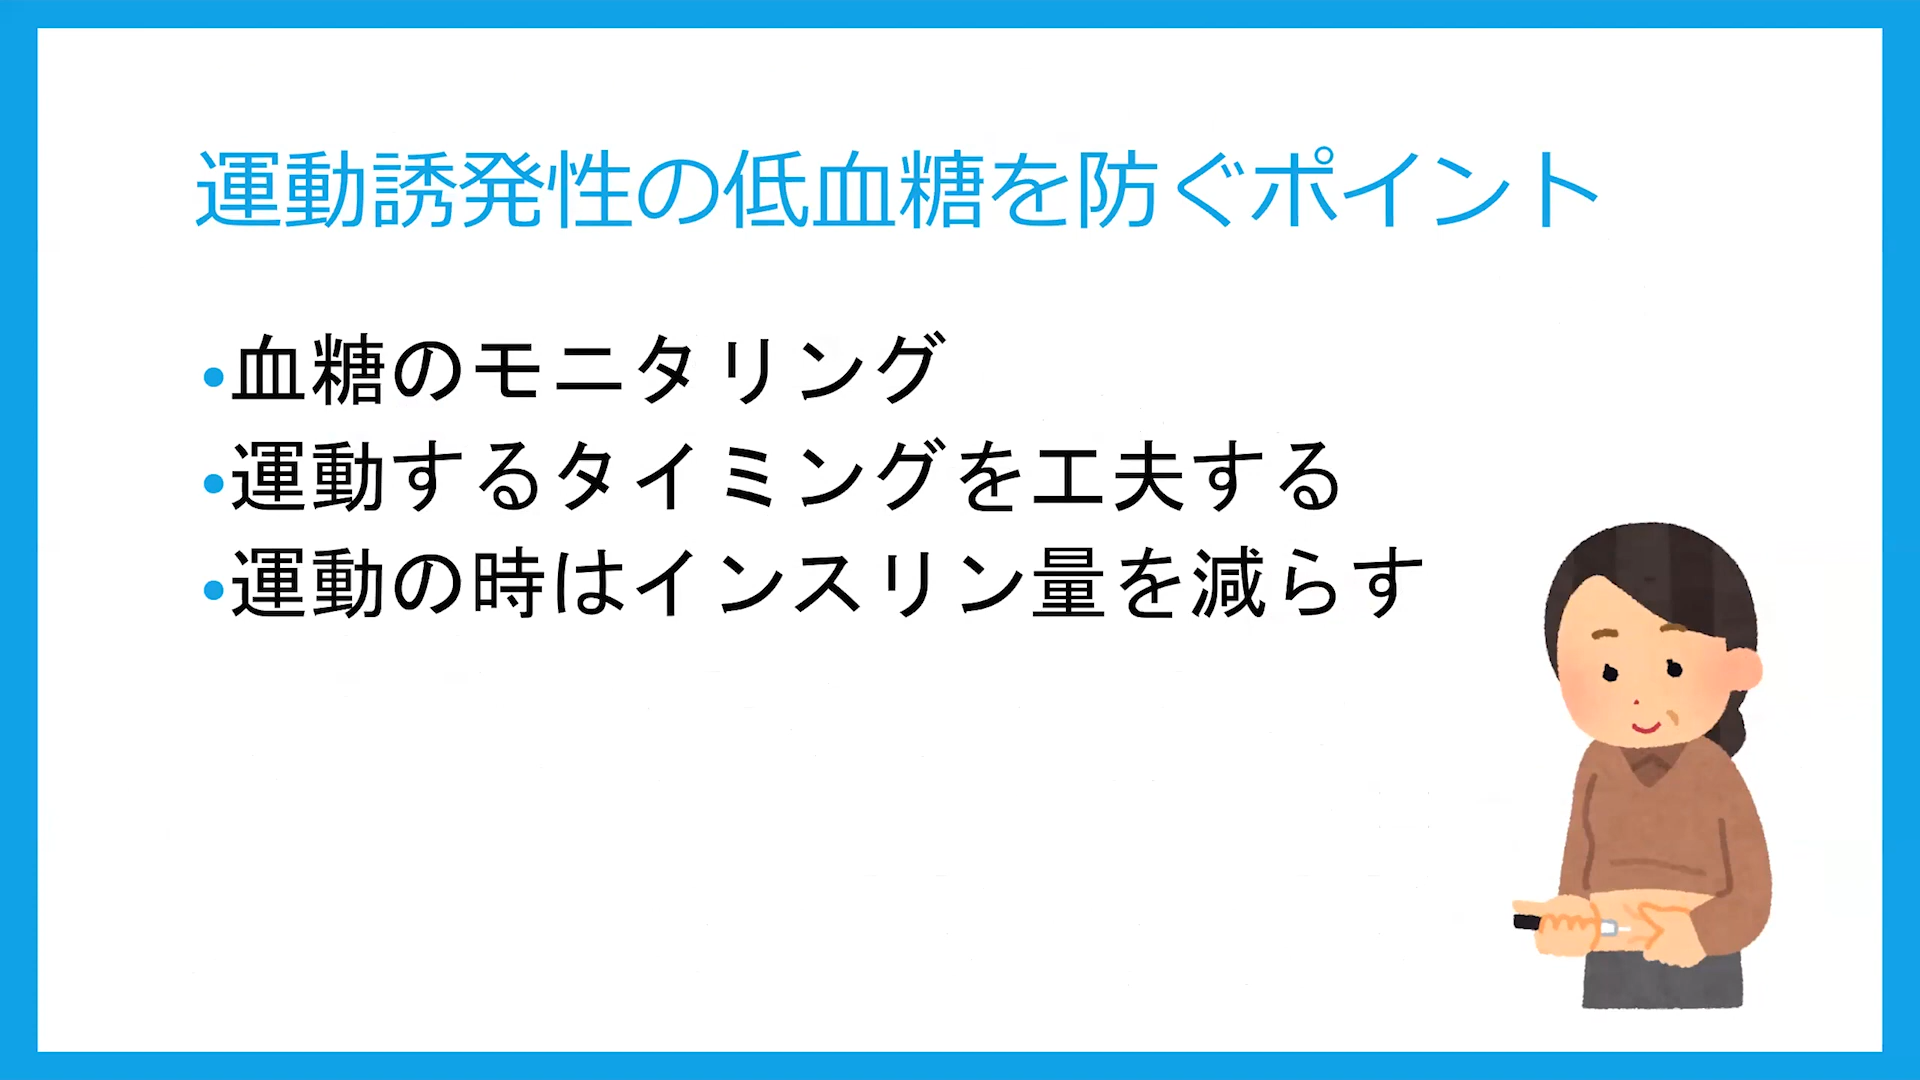 運動誘発性の低血糖を防ぐポイント
•血糖のモニタリング
•運動するタイミングを工夫する
•運動の時はインスリン量を減らす